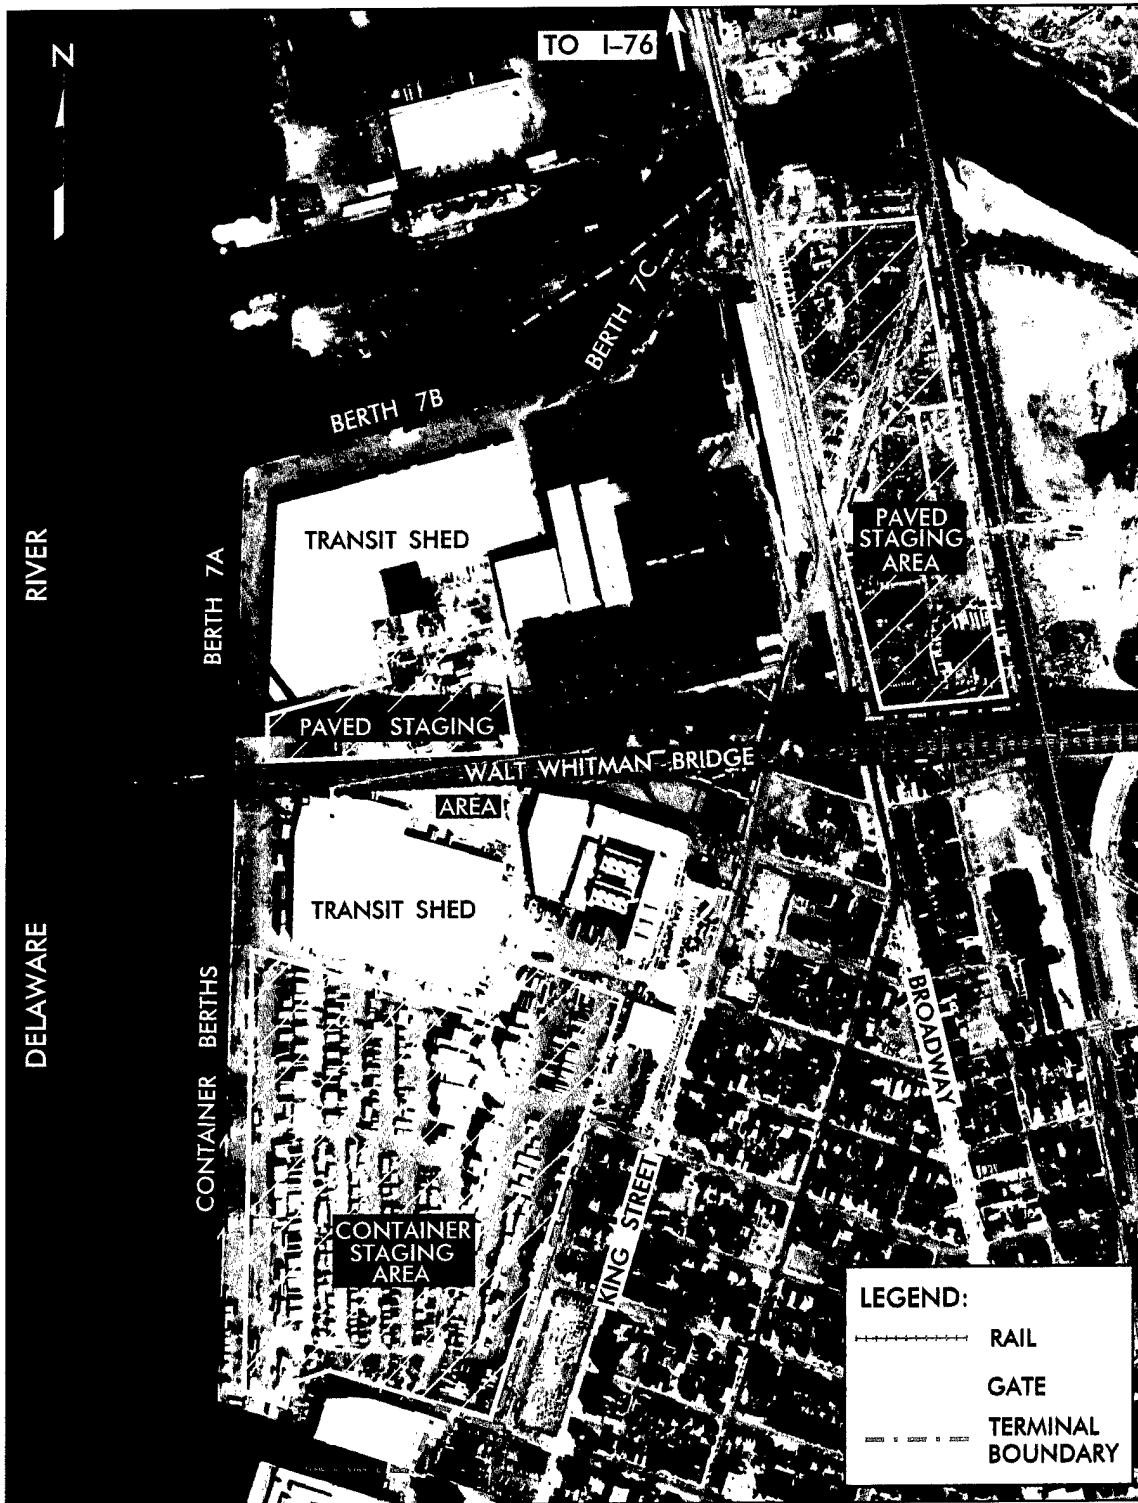 N
TO I-76
BERTH 7C
BERTH 7B
BERTH 7A
TRANSIT SHED
PAVED
STAGING
AREA
RIVER
PAVED STAGING
WALT WHITMAN BRIDGE
AREA
TRANSIT SHED
DELAWARE
CONTAINER BERTHS
BROADWAY
KING STREET
CONTAINER
STAGING
AREA
LEGEND:
RAIL
GATE
TERMINAL
BOUNDARY